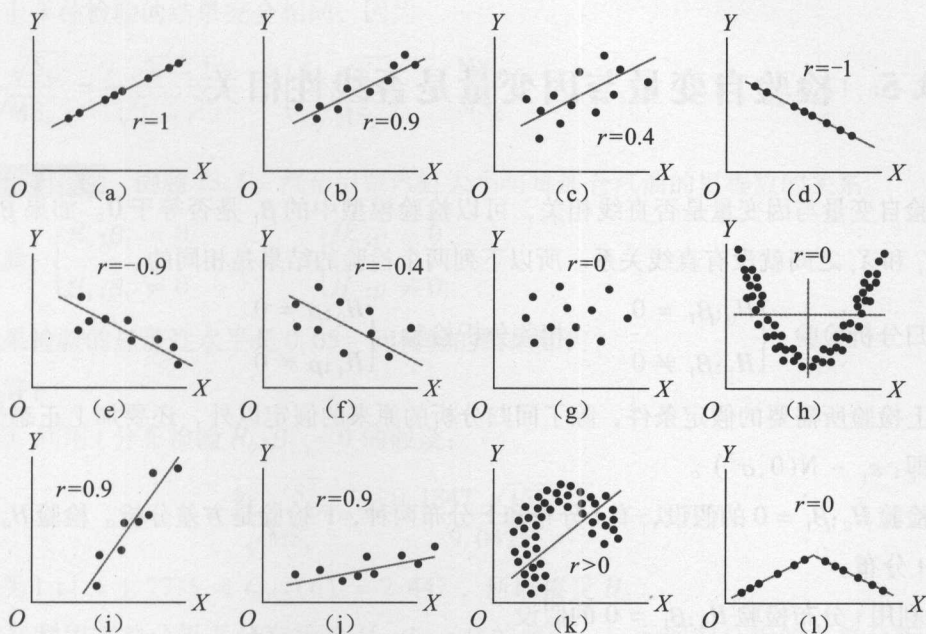 Y Y Y Y
r=1 r=0.9 r=0.4 r=-1
X X X X
O (a) O (b) O (c) O (d)
Y Y Y Y
r=-0.9 r=-0.4 r=0 r=0
X X X X
O (e) O (f) O (g) O (h)
Y Y Y Y
r=0.9 r=0.9 r>0 r=0
X X X X
O (i) O (j) O (k) O (l)